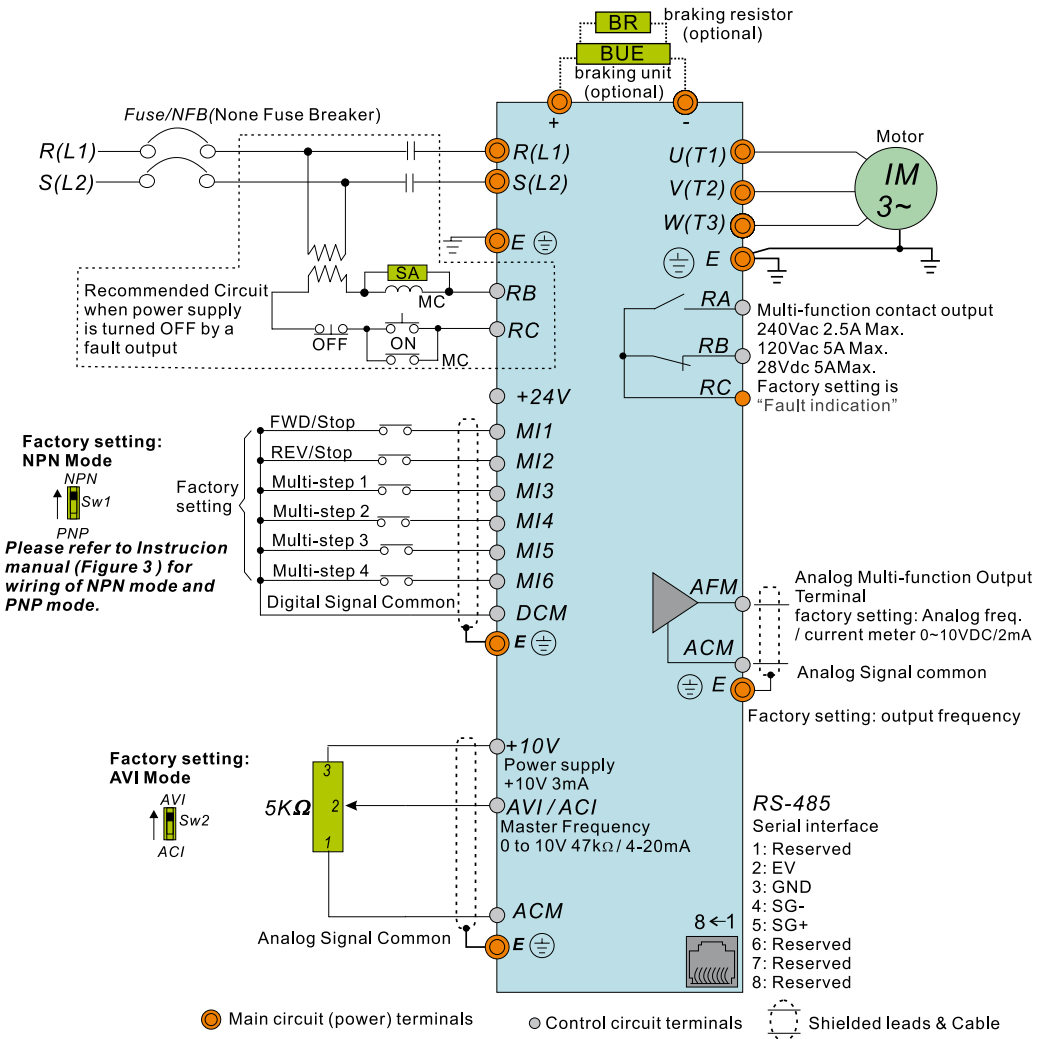 BR
braking resistor
(optional)
BUE
braking unit
(optional)
+
-
Fuse/NFB(None Fuse Breaker)
R(L1)
S(L2)
R(L1)
S(L2)
E
U(T1)
V(T2)
W(T3)
E
Motor
IM
3~
Recommended Circuit
when power supply
is turned OFF by a
fault output
SA
MC
OFF
ON
MC
RB
RC
RA
RB
RC
Multi-function contact output
240Vac 2.5A Max.
120Vac 5A Max.
28Vdc 5AMax.
Factory setting is
“Fault indication”
+24V
Factory setting:
NPN Mode
NPN
Sw1
PNP
Please refer to Instrucion
manual (Figure 3 ) for
wiring of NPN mode and
PNP mode.
Factory
setting
FWD/Stop
MI1
REV/Stop
MI2
Multi-step 1
MI3
Multi-step 2
MI4
Multi-step 3
MI5
Multi-step 4
MI6
Digital Signal Common
DCM
E
AFM
ACM
E
Analog Multi-function Output
Terminal
factory setting: Analog freq.
/ current meter 0~10VDC/2mA
Analog Signal common
Factory setting: output frequency
Factory setting:
AVI Mode
AVI
Sw2
ACI
5KΩ
3
2
1
+10V
Power supply
+10V 3mA
AVI / ACI
Master Frequency
0 to 10V 47kΩ / 4-20mA
ACM
Analog Signal Common
E
RS-485
Serial interface
1: Reserved
2: EV
3: GND
4: SG-
5: SG+
6: Reserved
7: Reserved
8: Reserved
8←1
Main circuit (power) terminals
Control circuit terminals
Shielded leads & Cable